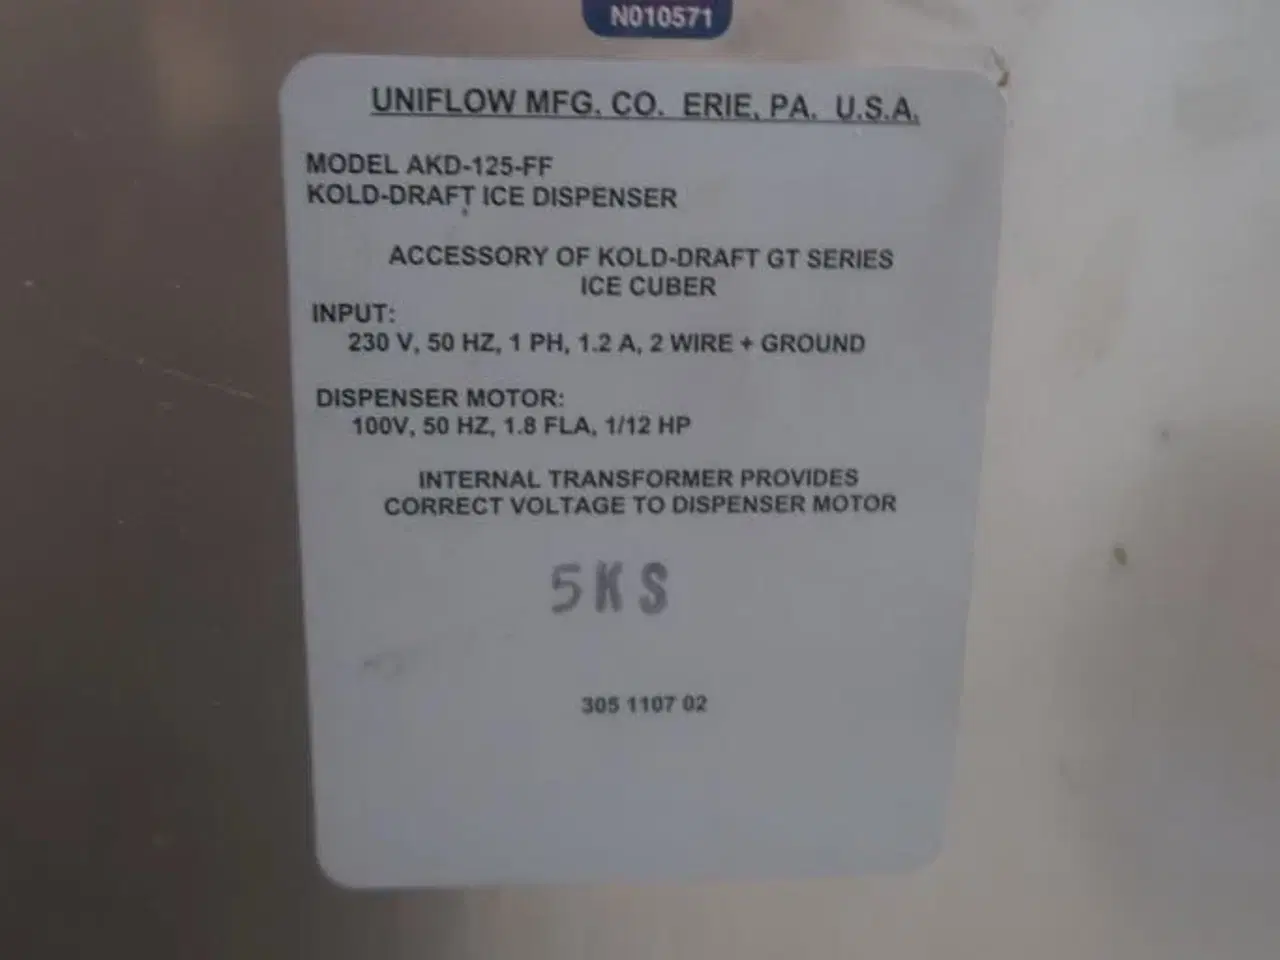 N010571
UNIFLOW MFG. CO. ERIE, PA. U.S.A.
MODEL AKD-125-FF
KOLD-DRAFT ICE DISPENSER
ACCESSORY OF KOLD-DRAFT GT SERIES
ICE CUBER
INPUT:
230 V, 50 HZ, 1 PH, 1.2 A, 2 WIRE + GROUND
DISPENSER MOTOR:
100V, 50 HZ, 1.8 FLA, 1/12 HP
INTERNAL TRANSFORMER PROVIDES
CORRECT VOLTAGE TO DISPENSER MOTOR
5KS
305 1107 02